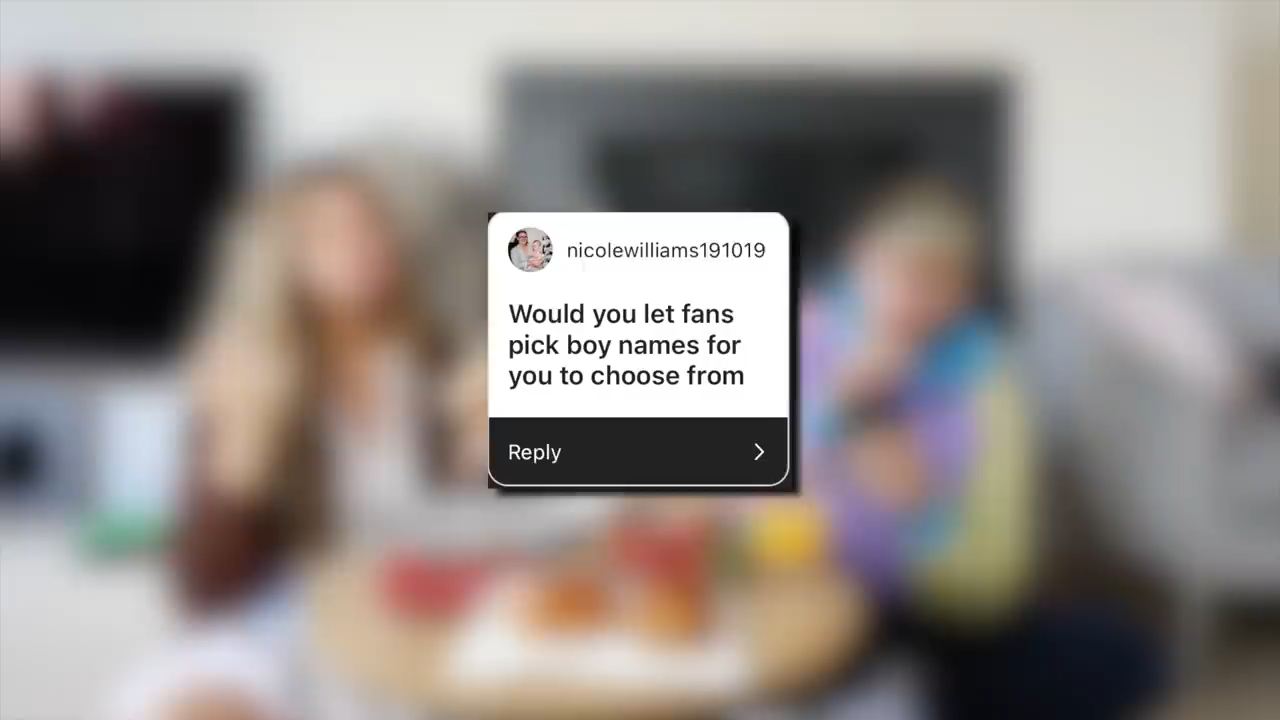 nicolewilliams191019
Would you let fans
pick boy names for
you to choose from
Reply